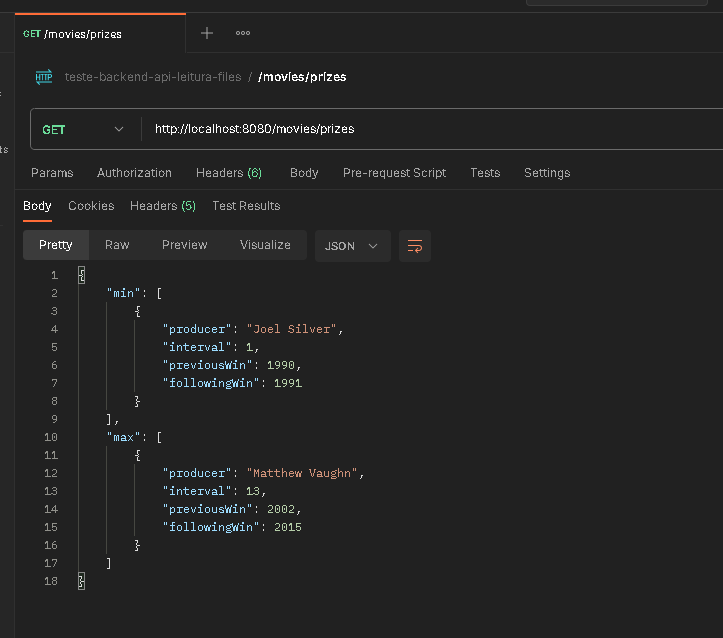 GET /movies/prizes
HTTP teste-backend-api-leitura-files / /movies/prizes
GET http://localhost:8080/movies/prizes
ts
Params Authorization Headers (6) Body Pre-request Script Tests Settings
Body Cookies Headers (5) Test Results
Pretty Raw Preview Visualize JSON
1 {
2 "min": [
3 {
4 "producer": "Joel Silver",
5 "interval": 1,
6 "previousWin": 1990,
7 "followingWin": 1991
8 }
9 ],
10 "max": [
11 {
12 "producer": "Matthew Vaughn",
13 "interval": 13,
14 "previousWin": 2002,
15 "followingWin": 2015
16 }
17 ]
18 }